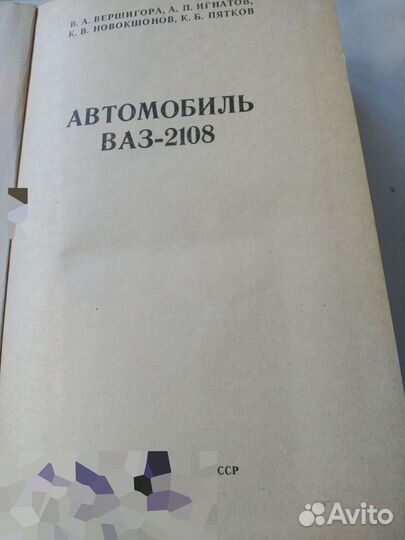 В. А. ВЕРШИГОРА, А. П. ИГНАТОВ,
К. В. НОВОКШОНОВ, К. Б. ПЯТКОВ
АВТОМОБИЛЬ
ВАЗ-2108
ССР
Avito